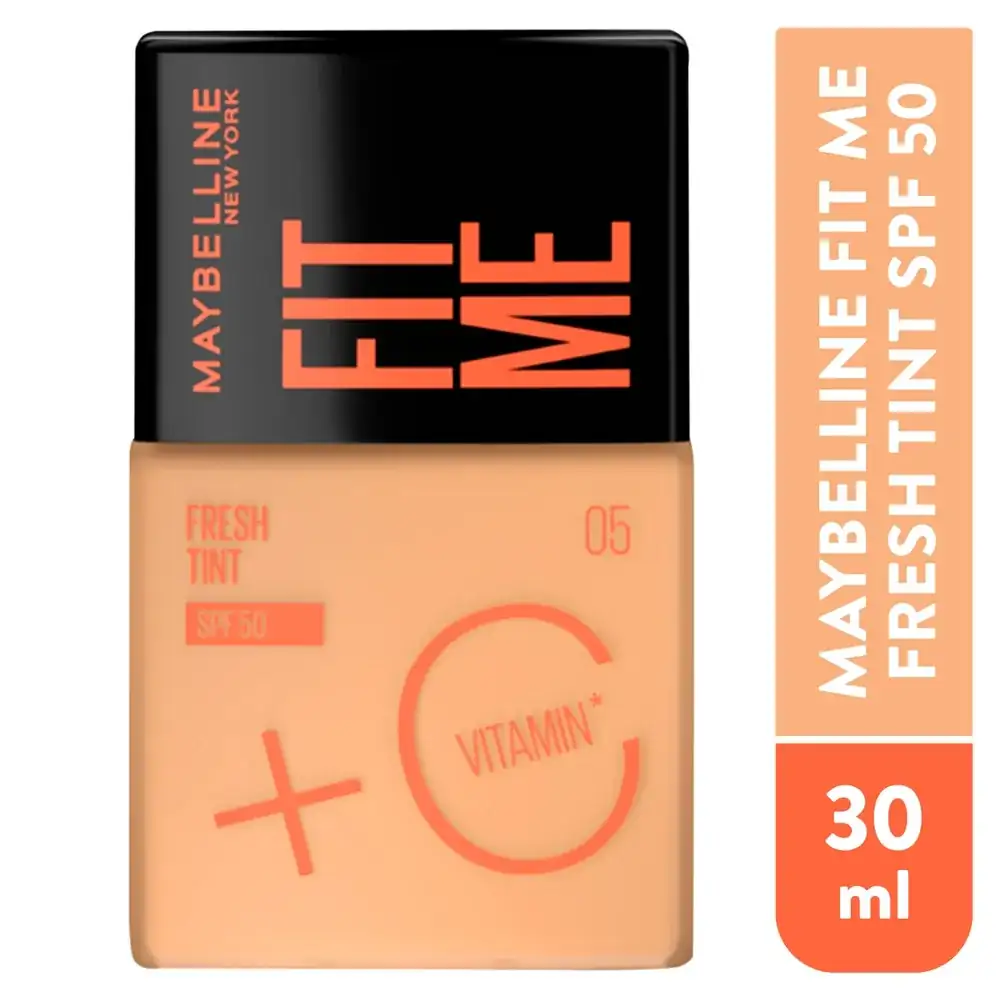 MAYBELLINE
NEW YORK
FIT
ME
FRESH
TINT
SPF 50
05
+ C
VITAMIN*
MAYBELLINE FIT ME
FRESH TINT SPF 50
30
ml